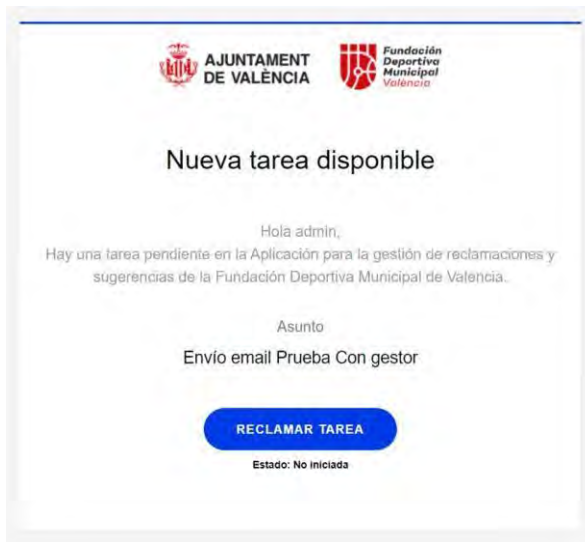 AJUNTAMENT
DE VALÈNCIA
Fundación
Deportiva
Municipal
València
Nueva tarea disponible
Hola admin,
Hay una tarea pendiente en la Aplicación para la gestión de reclamaciones y
sugerencias de la Fundación Deportiva Municipal de Valencia.
Asunto
Envío email Prueba Con gestor
RECLAMAR TAREA
Estado: No iniciada